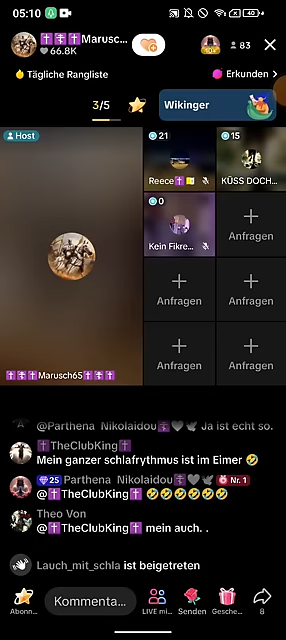 05:10
40
✝️☦️✝️Marusc...
66.8K
83
Tägliche Rangliste
Erkunden >
3/5
Wikinger
Host
21
15
Reece✝️
KÜSS DOCH...
0
Anfragen
Kein Fikre...
Anfragen
Anfragen
Anfragen
Anfragen
✝️☦️✝️Marusch65✝️☦️✝️
@Parthena Nikolaidou☦️🩶🕊️ Ja ist echt so.
✝️TheClubKing✝️
Mein ganzer schlafrythmus ist im Eimer 🤣
25 Parthena Nikolaidou☦️🩶🕊️ Nr. 1
@✝️TheClubKing✝️ 🤣🤣🤣🤣🤣🤣
Theo Von
@✝️TheClubKing✝️ mein auch. .
Lauch_mit_schla ist beigetreten
Kommenta...
Abonn...
LIVE mi...
Senden
Gesche...
8